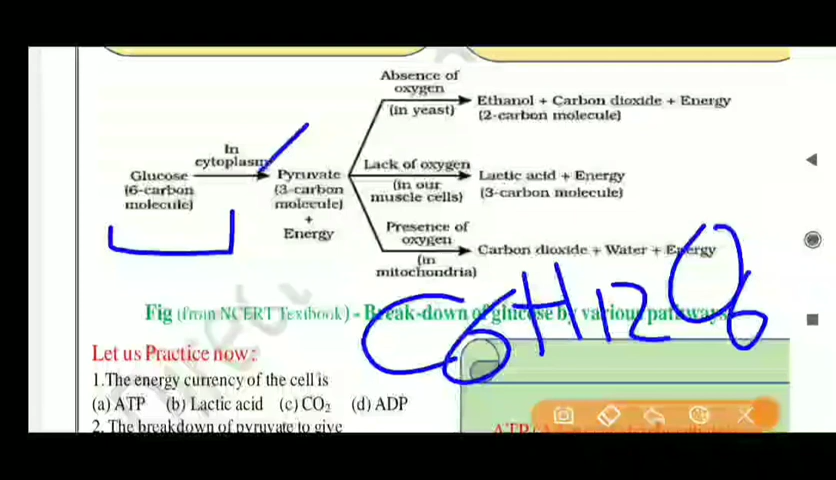 Absence of
oxygen
(in yeast)
Ethanol + Carbon dioxide + Energy
(2-carbon molecule)
In
cytoplasm
Glucose
(6-carbon
molecule)
Pyruvate
(3-carbon
molecule)
+
Energy
Lack of oxygen
(in our
muscle cells)
Lactic acid + Energy
(3-carbon molecule)
Presence of
oxygen
(in
mitochondria)
Carbon dioxide + Water + Energy
C6H12O6
Fig (from NCERT Textbook) - Break-down of glucose by various pathways
Let us Practice now:
1.The energy currency of the cell is
(a) ATP (b) Lactic acid (c) CO₂ (d) ADP
2. The breakdown of pyruvate to give